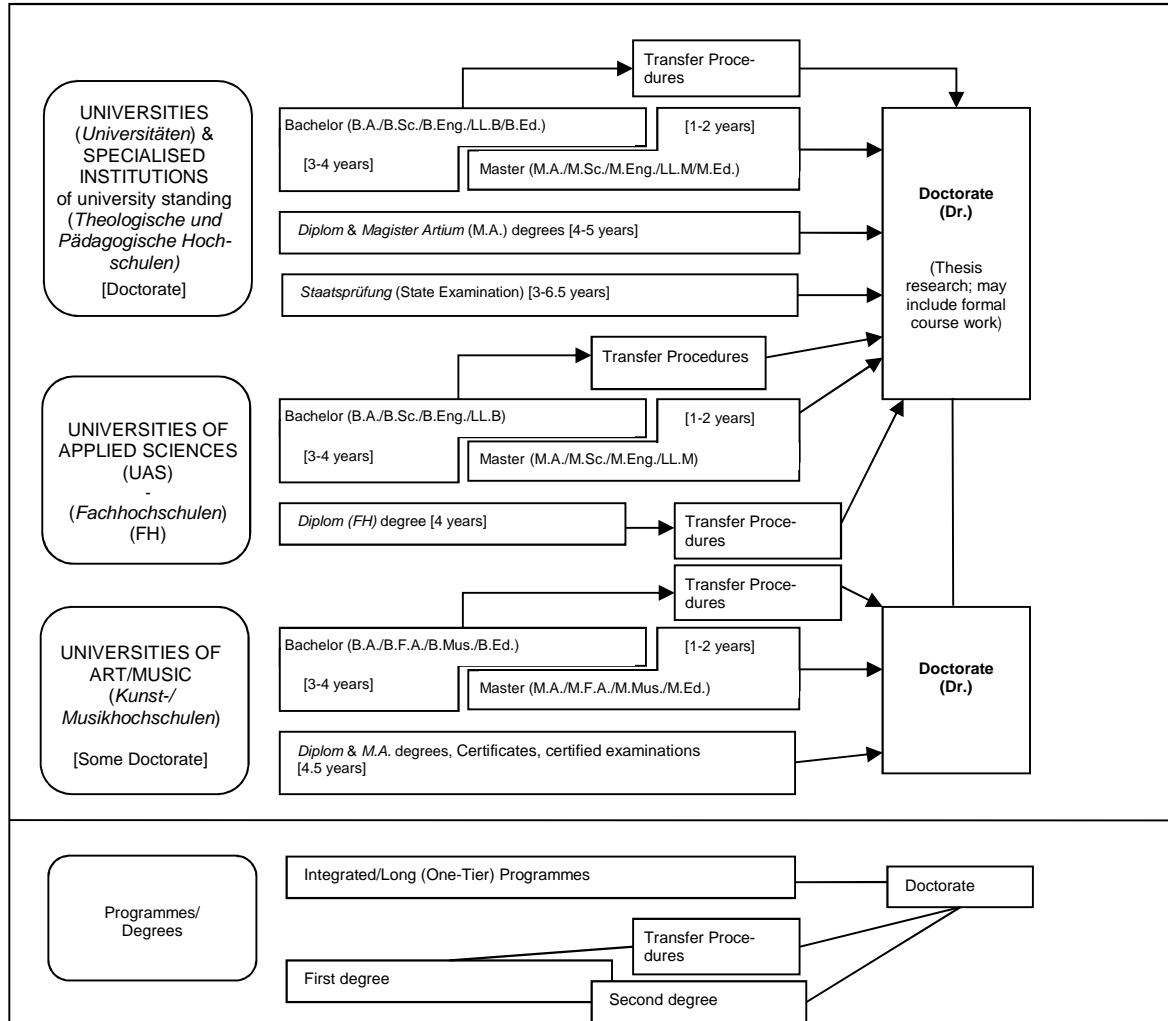 Transfer Proce-
dures
UNIVERSITIES
(Universitäten) &
SPECIALISED
INSTITUTIONS
of university standing
(Theologische und
Pädagogische Hoch-
schulen)
[Doctorate]
Bachelor (B.A./B.Sc./B.Eng./LL.B/B.Ed.)
[3-4 years]
[1-2 years]
Master (M.A./M.Sc./M.Eng./LL.M/M.Ed.)
Diplom & Magister Artium (M.A.) degrees [4-5 years]
Staatsprüfung (State Examination) [3-6.5 years]
Doctorate
(Dr.)
(Thesis
research; may
include formal
course work)
Transfer Procedures
UNIVERSITIES OF
APPLIED SCIENCES
(UAS)
-
(Fachhochschulen)
(FH)
Bachelor (B.A./B.Sc./B.Eng./LL.B)
[3-4 years]
[1-2 years]
Master (M.A./M.Sc./M.Eng./LL.M)
Diplom (FH) degree [4 years]
Transfer Proce-
dures
Transfer Proce-
dures
UNIVERSITIES OF
ART/MUSIC
(Kunst-/
Musikhochschulen)
[Some Doctorate]
Bachelor (B.A./B.F.A./B.Mus./B.Ed.)
[3-4 years]
[1-2 years]
Master (M.A./M.F.A./M.Mus./M.Ed.)
Diplom & M.A. degrees, Certificates, certified examinations
[4.5 years]
Doctorate
(Dr.)
Programmes/
Degrees
Integrated/Long (One-Tier) Programmes
Doctorate
Transfer Proce-
dures
First degree
Second degree